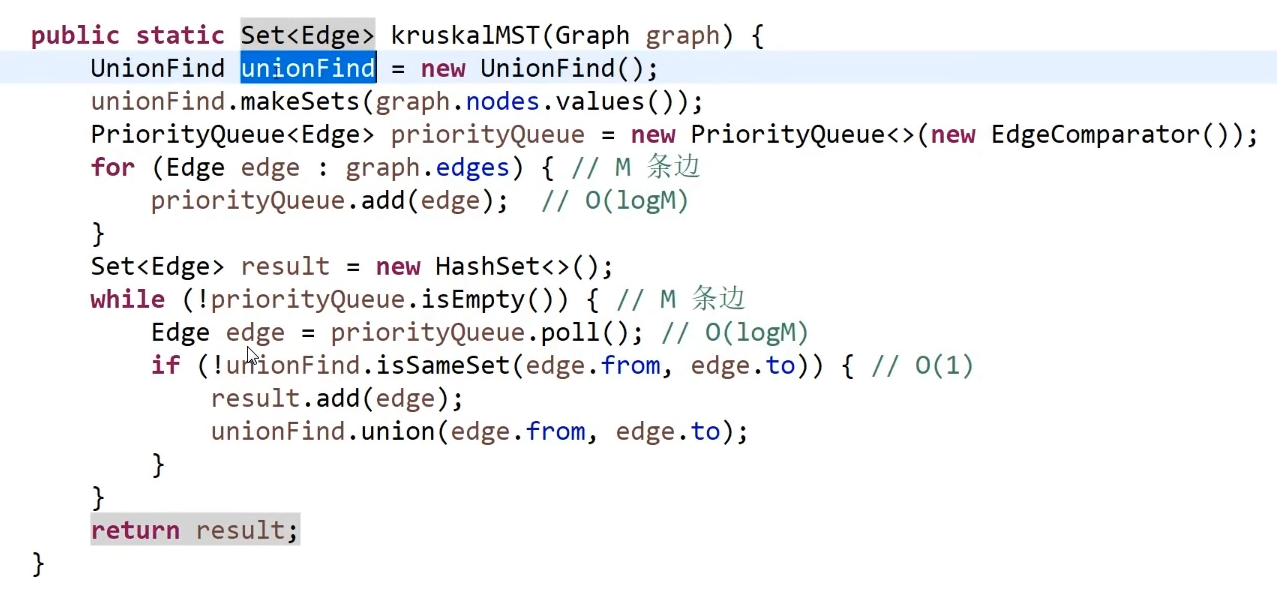 public static Set<Edge> kruskalMST(Graph graph) {
    UnionFind unionFind = new UnionFind();
    unionFind.makeSets(graph.nodes.values());
    PriorityQueue<Edge> priorityQueue = new PriorityQueue<>(new EdgeComparator());
    for (Edge edge : graph.edges) { // M 条边
        priorityQueue.add(edge);  // O(logM)
    }
    Set<Edge> result = new HashSet<>();
    while (!priorityQueue.isEmpty()) { // M 条边
        Edge edge = priorityQueue.poll(); // O(logM)
        if (!unionFind.isSameSet(edge.from, edge.to)) { // O(1)
            result.add(edge);
            unionFind.union(edge.from, edge.to);
        }
    }
    return result;
}